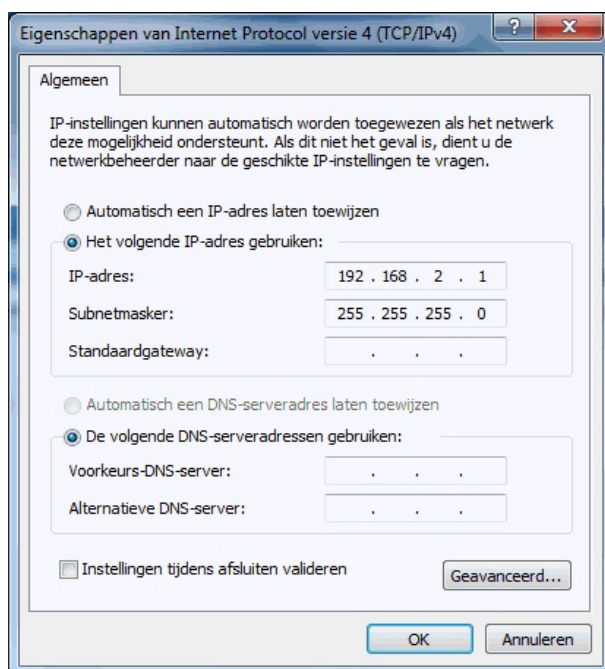 Eigenschappen van Internet Protocol versie 4 (TCP/IPv4)
Algemeen
IP-instellingen kunnen automatisch worden toegewezen als het netwerk
deze mogelijkheid ondersteunt. Als dit niet het geval is, dient u de
netwerkbeheerder naar de geschikte IP-instellingen te vragen.
Automatisch een IP-adres laten toewijzen
Het volgende IP-adres gebruiken:
IP-adres: 192 . 168 . 2 . 1
Subnetmasker: 255 . 255 . 255 . 0
Standaardgateway: . . .
Automatisch een DNS-serveradres laten toewijzen
De volgende DNS-serveradressen gebruiken:
Voorkeurs-DNS-server: . . .
Alternatieve DNS-server: . . .
Instellingen tijdens afsluiten valideren
Geavanceerd...
OK Annuleren